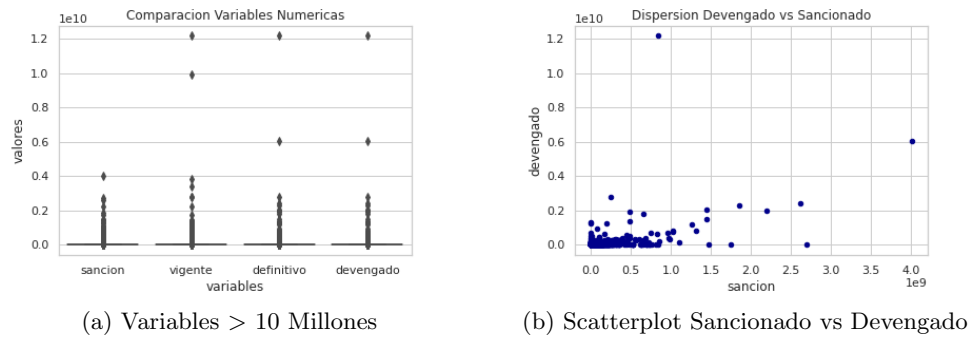 Comparacion Variables Numericas
1e10
1.2
1.0
0.8
0.6
0.4
0.2
0.0
valores
sancion vigente definitivo devengado
variables
(a) Variables > 10 Millones
Dispersion Devengado vs Sancionado
1e10
1.2
1.0
0.8
0.6
0.4
0.2
0.0
devengado
0.0 0.5 1.0 1.5 2.0 2.5 3.0 3.5 4.0
1e9
sancion
(b) Scatterplot Sancionado vs Devengado